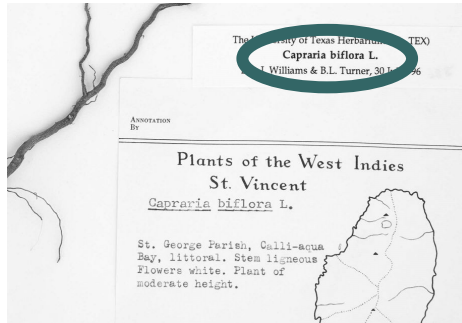 The University of Texas Herbarium TEX)
Capraria biflora L.
J. Williams & B.L. Turner, 30
ANNOTATION
BY
Plants of the West Indies
St. Vincent
Capraria biflora L.
St. George Parish, Calli-aqua
Bay, littoral. Stem ligneous
Flowers white. Plant of
moderate height.